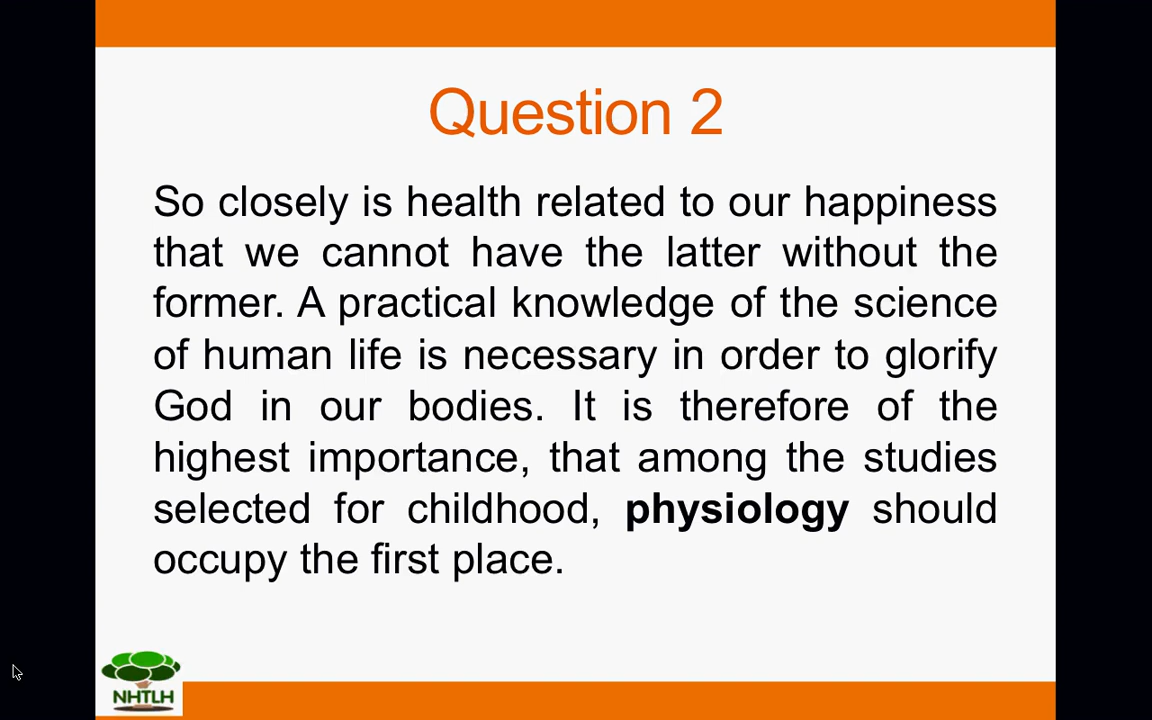 Question 2
So closely is health related to our happiness
that we cannot have the latter without the
former. A practical knowledge of the science
of human life is necessary in order to glorify
God in our bodies. It is therefore of the
highest importance, that among the studies
selected for childhood, physiology should
occupy the first place.
NHTLH